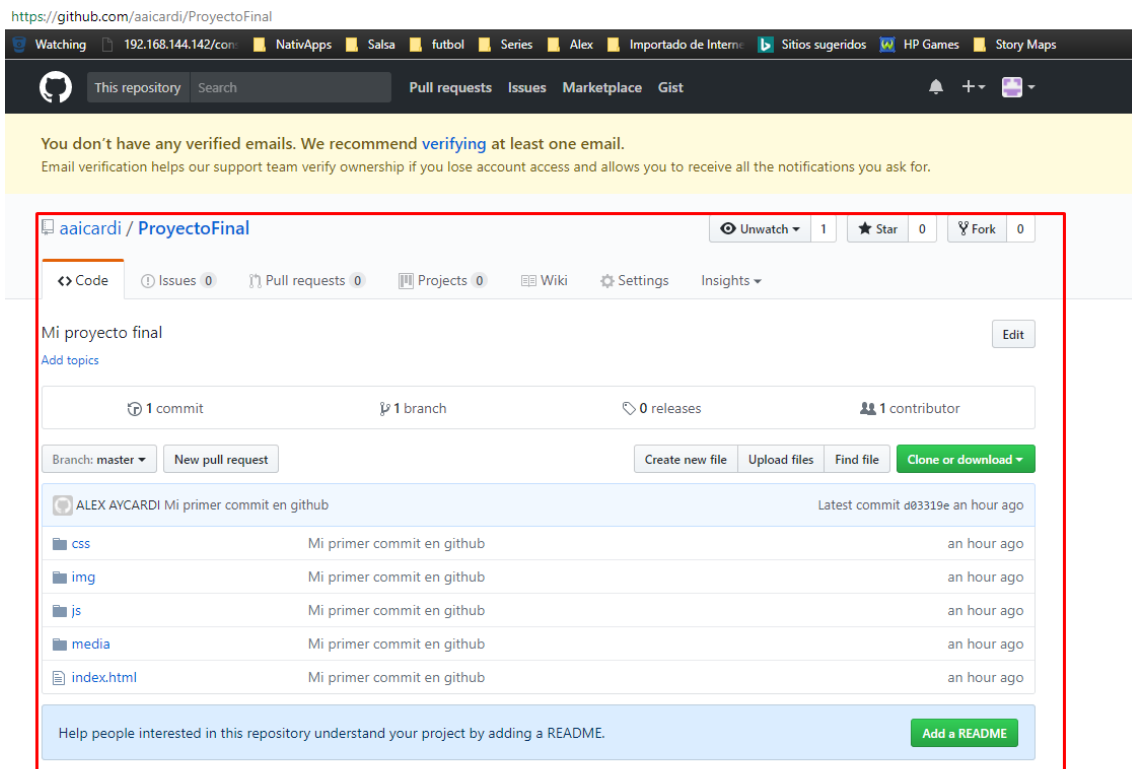 https://github.com/aaicardi/ProyectoFinal
Watching 192.168.144.142/con: NativApps Salsa futbol Series Alex Importado de Interne Sitios sugeridos HP Games Story Maps
This repository Search Pull requests Issues Marketplace Gist
You don't have any verified emails. We recommend verifying at least one email.
Email verification helps our support team verify ownership if you lose account access and allows you to receive all the notifications you ask for.
aaicardi / ProyectoFinal Unwatch 1 Star 0 Fork 0
Code Issues 0 Pull requests 0 Projects 0 Wiki Settings Insights
Mi proyecto final Edit
Add topics
1 commit 1 branch 0 releases 1 contributor
Branch: master New pull request Create new file Upload files Find file Clone or download
ALEX AYCARDI Mi primer commit en github Latest commit d03319e an hour ago
css Mi primer commit en github an hour ago
img Mi primer commit en github an hour ago
js Mi primer commit en github an hour ago
media Mi primer commit en github an hour ago
index.html Mi primer commit en github an hour ago
Help people interested in this repository understand your project by adding a README. Add a README